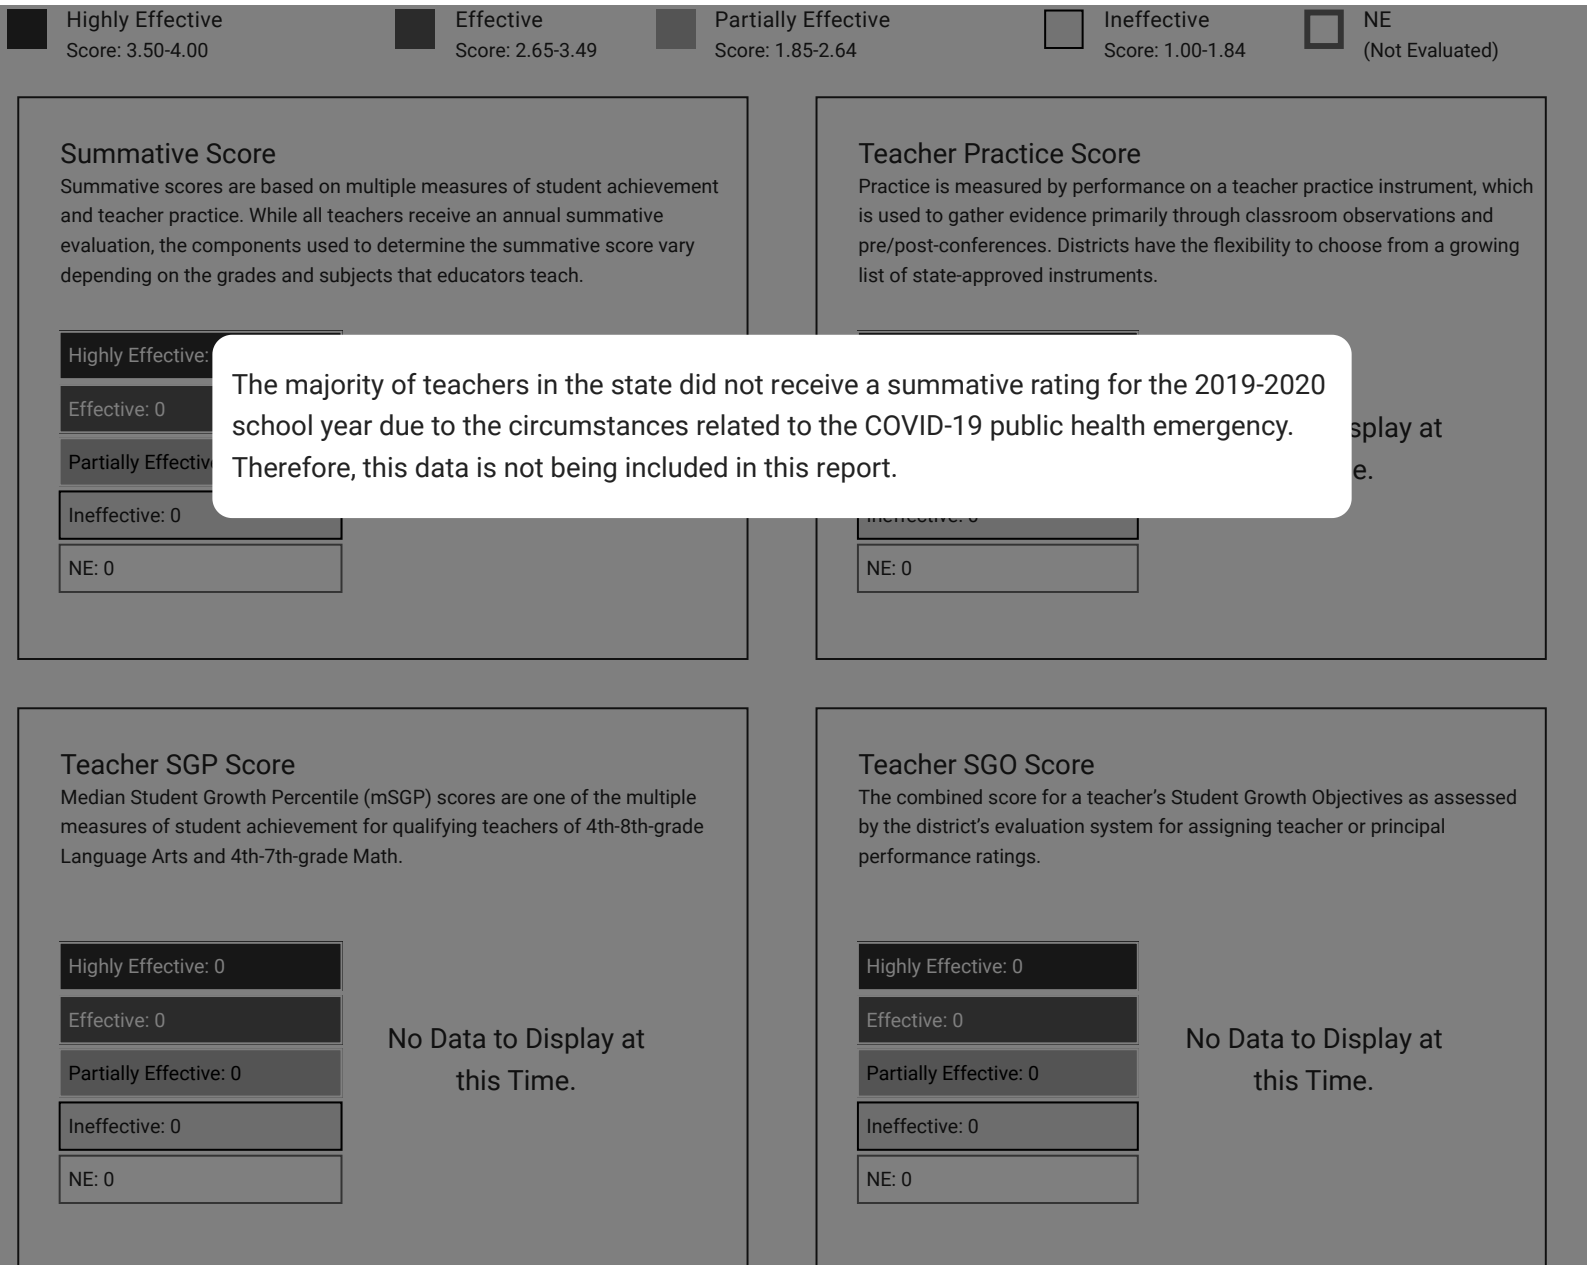 Highly Effective
Score: 3.50-4.00
Effective
Score: 2.65-3.49
Partially Effective
Score: 1.85-2.64
Ineffective
Score: 1.00-1.84
NE
(Not Evaluated)
Summative Score
Summative scores are based on multiple measures of student achievement
and teacher practice. While all teachers receive an annual summative
evaluation, the components used to determine the summative score vary
depending on the grades and subjects that educators teach.
Highly Effective:
Effective: 0
Partially
Ineffective: 0
NE: 0
Teacher Practice Score
Practice is measured by performance on a teacher practice instrument, which
is used to gather evidence primarily through classroom observations and
pre/post-conferences. Districts have the flexibility to choose from a growing
list of state-approved instruments.
at
NE: 0
The majority of teachers in the state did not receive a summative rating for the 2019-2020
school year due to the circumstances related to the COVID-19 public health emergency.
Therefore, this data is not being included in this report.
Teacher SGP Score
Median Student Growth Percentile (mSGP) scores are one of the multiple
measures of student achievement for qualifying teachers of 4th-8th-grade
Language Arts and 4th-7th-grade Math.
Highly Effective: 0
Effective: 0
Partially Effective: 0
Ineffective: 0
NE: 0
No Data to Display at
this Time.
Teacher SGO Score
The combined score for a teacher’s Student Growth Objectives as assessed
by the district’s evaluation system for assigning teacher or principal
performance ratings.
Highly Effective: 0
Effective: 0
Partially Effective: 0
Ineffective: 0
NE: 0
No Data to Display at
this Time.